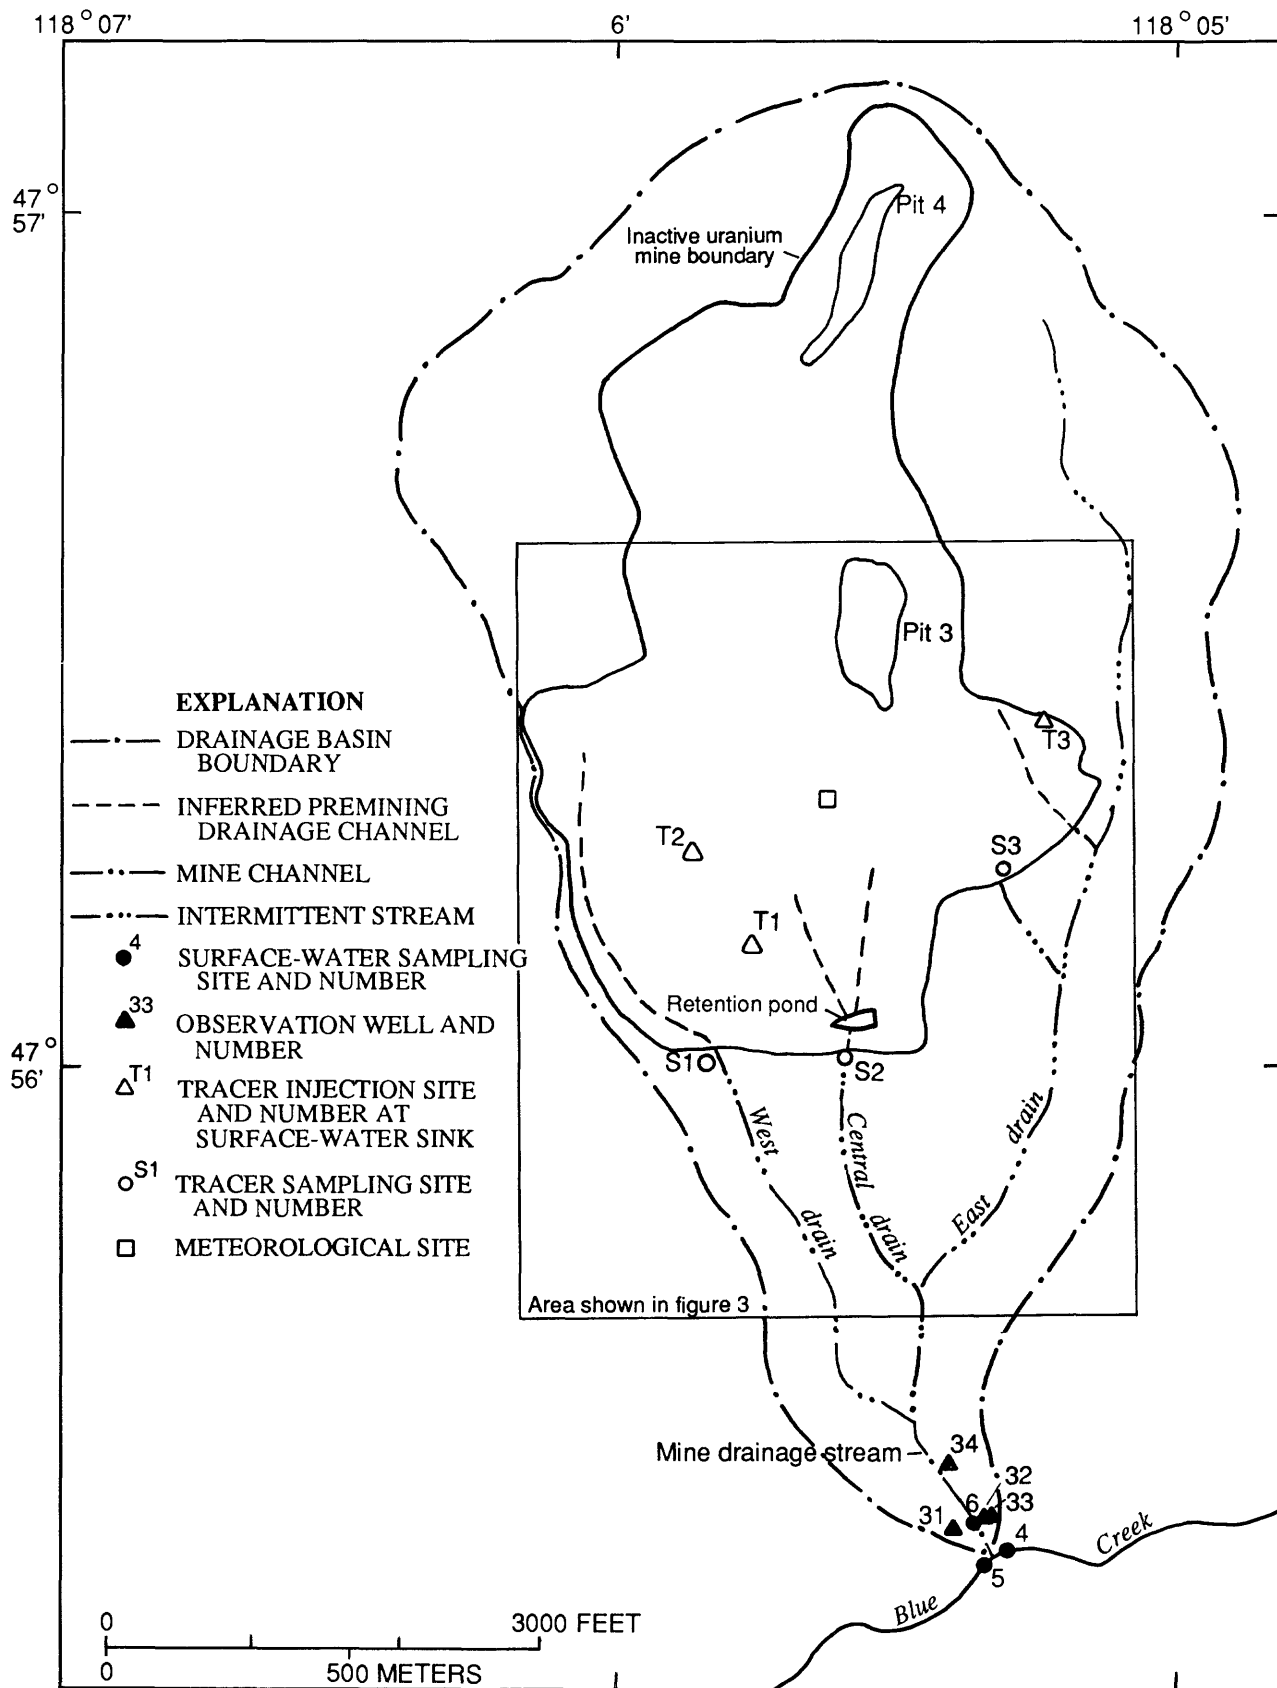 118° 07'
6'
118° 05'
47°
57'
Pit 4
Inactive uranium
mine boundary
Pit 3
EXPLANATION
DRAINAGE BASIN
BOUNDARY
INFERRED PREMINING
DRAINAGE CHANNEL
MINE CHANNEL
INTERMITTENT STREAM
4
SURFACE-WATER SAMPLING
SITE AND NUMBER
33
OBSERVATION WELL AND
NUMBER
T1
TRACER INJECTION SITE
AND NUMBER AT
SURFACE-WATER SINK
S1
TRACER SAMPLING SITE
AND NUMBER
METEOROLOGICAL SITE
T3
T2
S3
T1
Retention pond
47°
56'
S1
S2
West
drain
Central
drain
East
drain
Area shown in figure 3
Mine drainage stream
34
32
33
6
31
4
5
Creek
Blue
0
3000 FEET
0
500 METERS